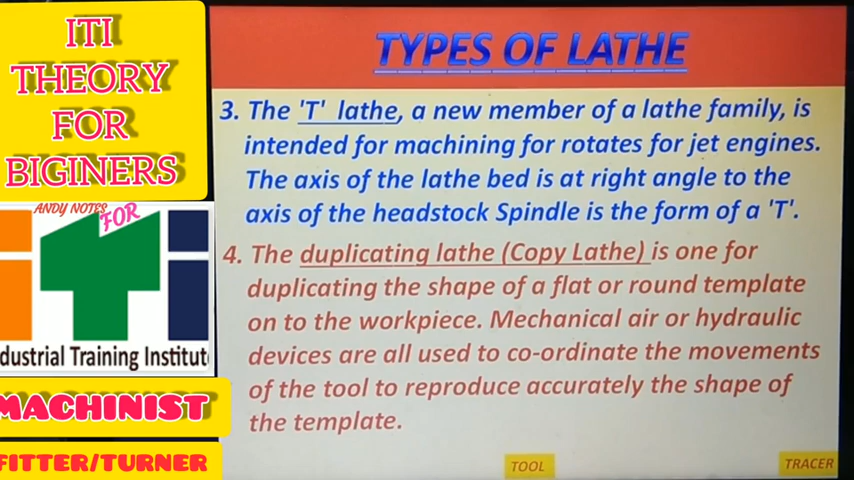 ITI
THEORY
FOR
BIGINERS
ANDY NOTES
FOR
iTi
dustrial Training Institut
MACHINIST
FITTER/TURNER
TYPES OF LATHE
3. The 'T' lathe, a new member of a lathe family, is
intended for machining for rotates for jet engines.
The axis of the lathe bed is at right angle to the
axis of the headstock Spindle is the form of a 'T'.
4. The duplicating lathe (Copy Lathe) is one for
duplicating the shape of a flat or round template
on to the workpiece. Mechanical air or hydraulic
devices are all used to co-ordinate the movements
of the tool to reproduce accurately the shape of
the template.
TOOL
TRACER